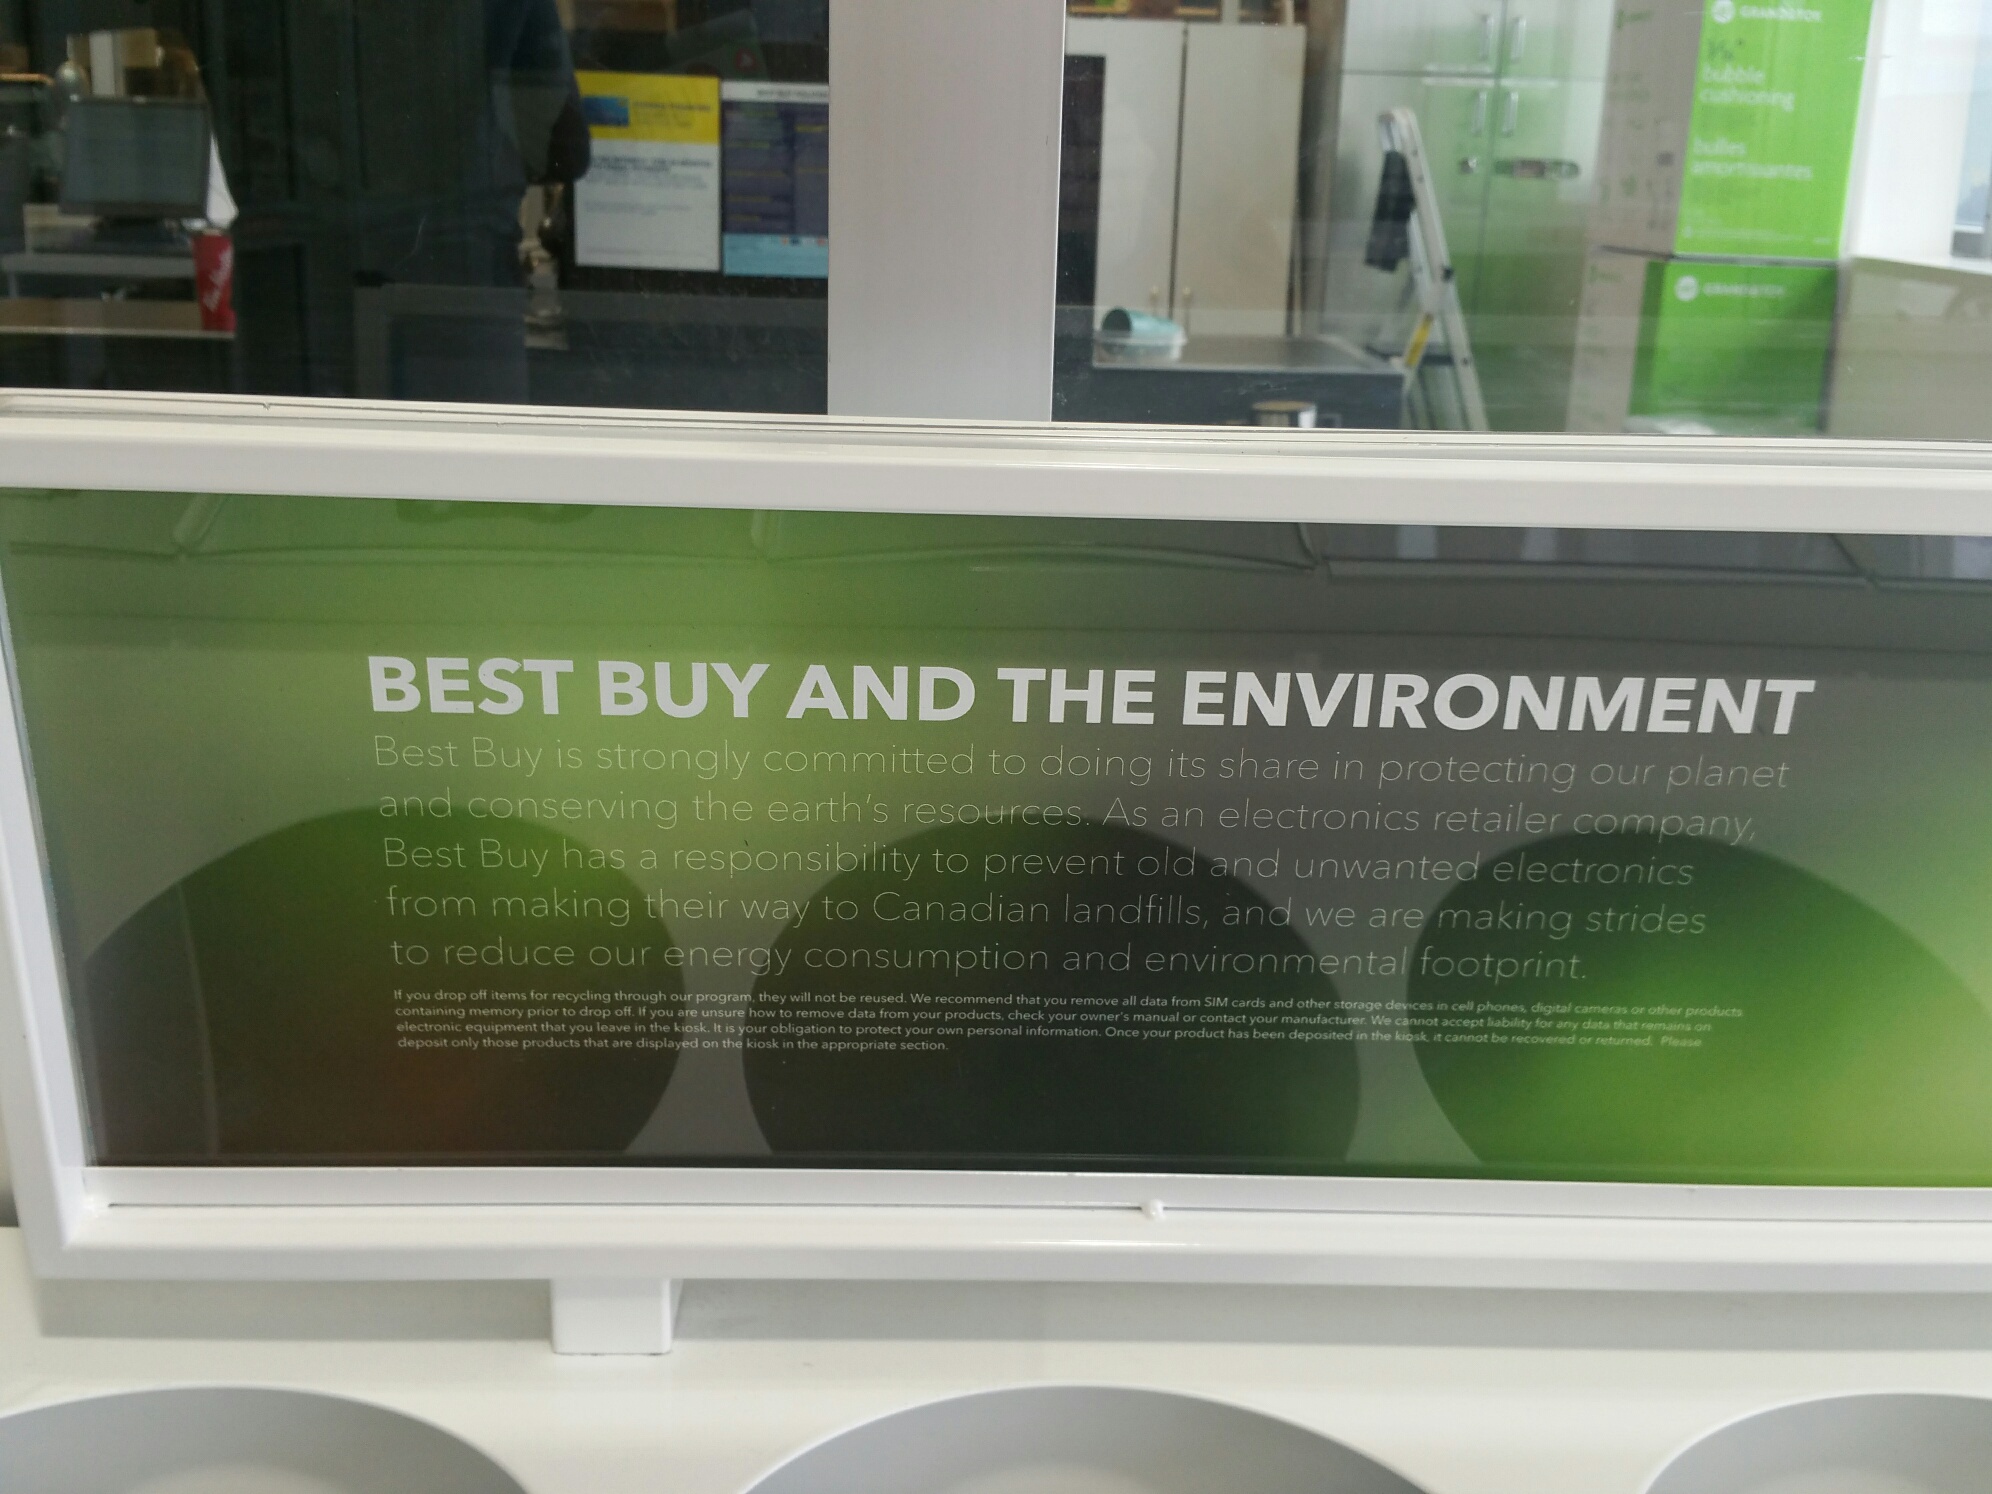 GRAND&TOY
bubble
cushioning
bulles
amortissantes
GRAND&TOY
BEST BUY AND THE ENVIRONMENT
Best Buy is strongly committed to doing its share in protecting our planet
and conserving the earth's resources. As an electronics retailer company,
Best Buy has a responsibility to prevent old and unwanted electronics
from making their way to Canadian landfills, and we are making strides
to reduce our energy consumption and environmental footprint.
If you drop off items for recycling through our program, they will not be reused. We recommend that you remove all data from SIM cards and other storage devices in cell phones, digital cameras or other products
containing memory prior to drop off. If you are unsure how to remove data from your products, check your owner's manual or contact your manufacturer. We cannot accept liability for any data that remains on
electronic equipment that you leave in the kiosk. It is your obligation to protect your own personal information. Once your product has been deposited in the kiosk, it cannot be recovered or returned. Please
deposit only those products that are displayed on the kiosk in the appropriate section.